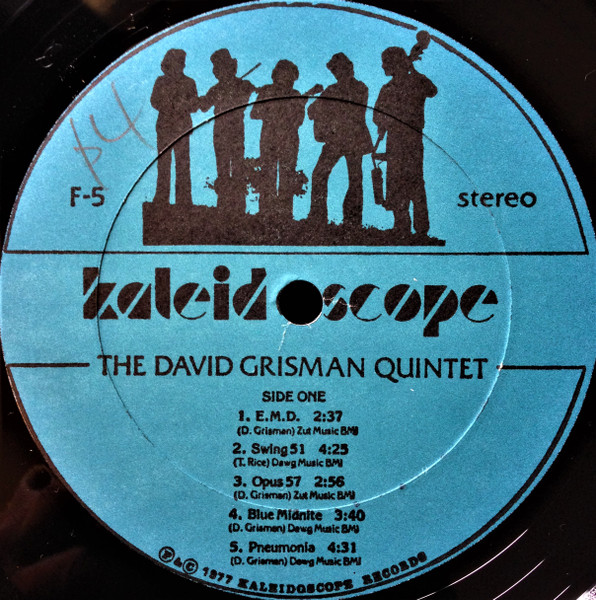 $4
F-5
stereo
kaleidoscope
THE DAVID GRISMAN QUINTET
SIDE ONE
1. E.M.D. 2:37
(D. Grisman) Zut Music BMI
2. Swing 51 4:25
(T. Rice) Dawg Music BMI
3. Opus 57 2:56
(D. Grisman) Zut Music BMI
4. Blue Midnite 3:40
(D. Grisman) Dawg Music BMI
5. Pneumonia 4:31
(D. Grisman) Dawg Music BMI
℗&© 1977 KALEIDOSCOPE RECORDS